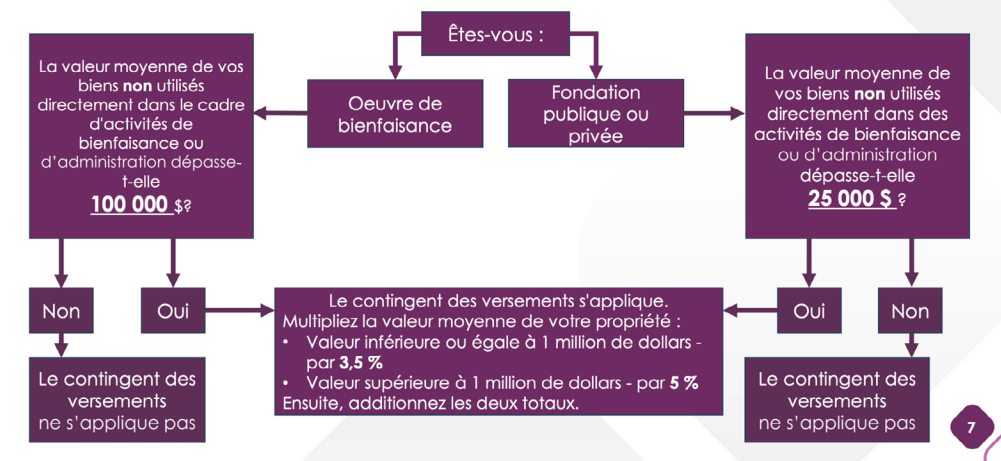 Êtes-vous :
La valeur moyenne de vos
biens non utilisés
directement dans le cadre
d'activités de
bienfaisance ou
d'administration dépasse-
t-elle
100 000 $?
Oeuvre de
bienfaisance
Fondation
publique ou
privée
La valeur moyenne de
vos biens non utilisés
directement dans des
activités de bienfaisance
ou d'administration
dépasse-t-elle
25 000 $ ?
Non
Oui
Le contingent des versements s'applique.
Multipliez la valeur moyenne de votre propriété :
• Valeur inférieure ou égale à 1 million de dollars -
par 3,5 %
• Valeur supérieure à 1 million de dollars - par 5 %
Ensuite, additionnez les deux totaux.
Oui
Non
Le contingent des
versements
ne s'applique pas
Le contingent des
versements
ne s'applique pas
7